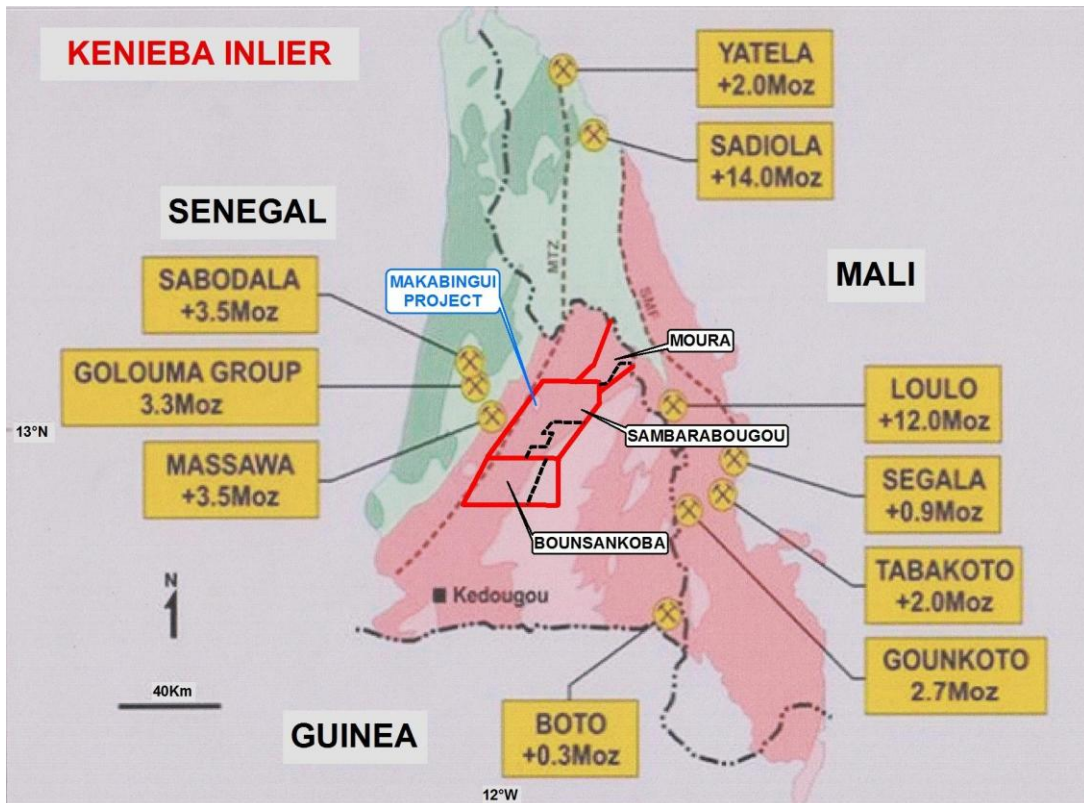 KENIEBA INLIER
YATELA
+2.0Moz
SADIOLA
+14.0Moz
SENEGAL
MALI
SABODALA
+3.5Moz
MAKABINGUI
PROJECT
MTZ
SMF
MOURA
GOLOUMA GROUP
3.3Moz
LOULO
+12.0Moz
13°N
SAMBARABOUGOU
MASSAWA
+3.5Moz
SEGALA
+0.9Moz
BOUNSANKOBA
TABAKOTO
+2.0Moz
N
Kedougou
GOUNKOTO
2.7Moz
40Km
GUINEA
BOTO
+0.3Moz
12°W